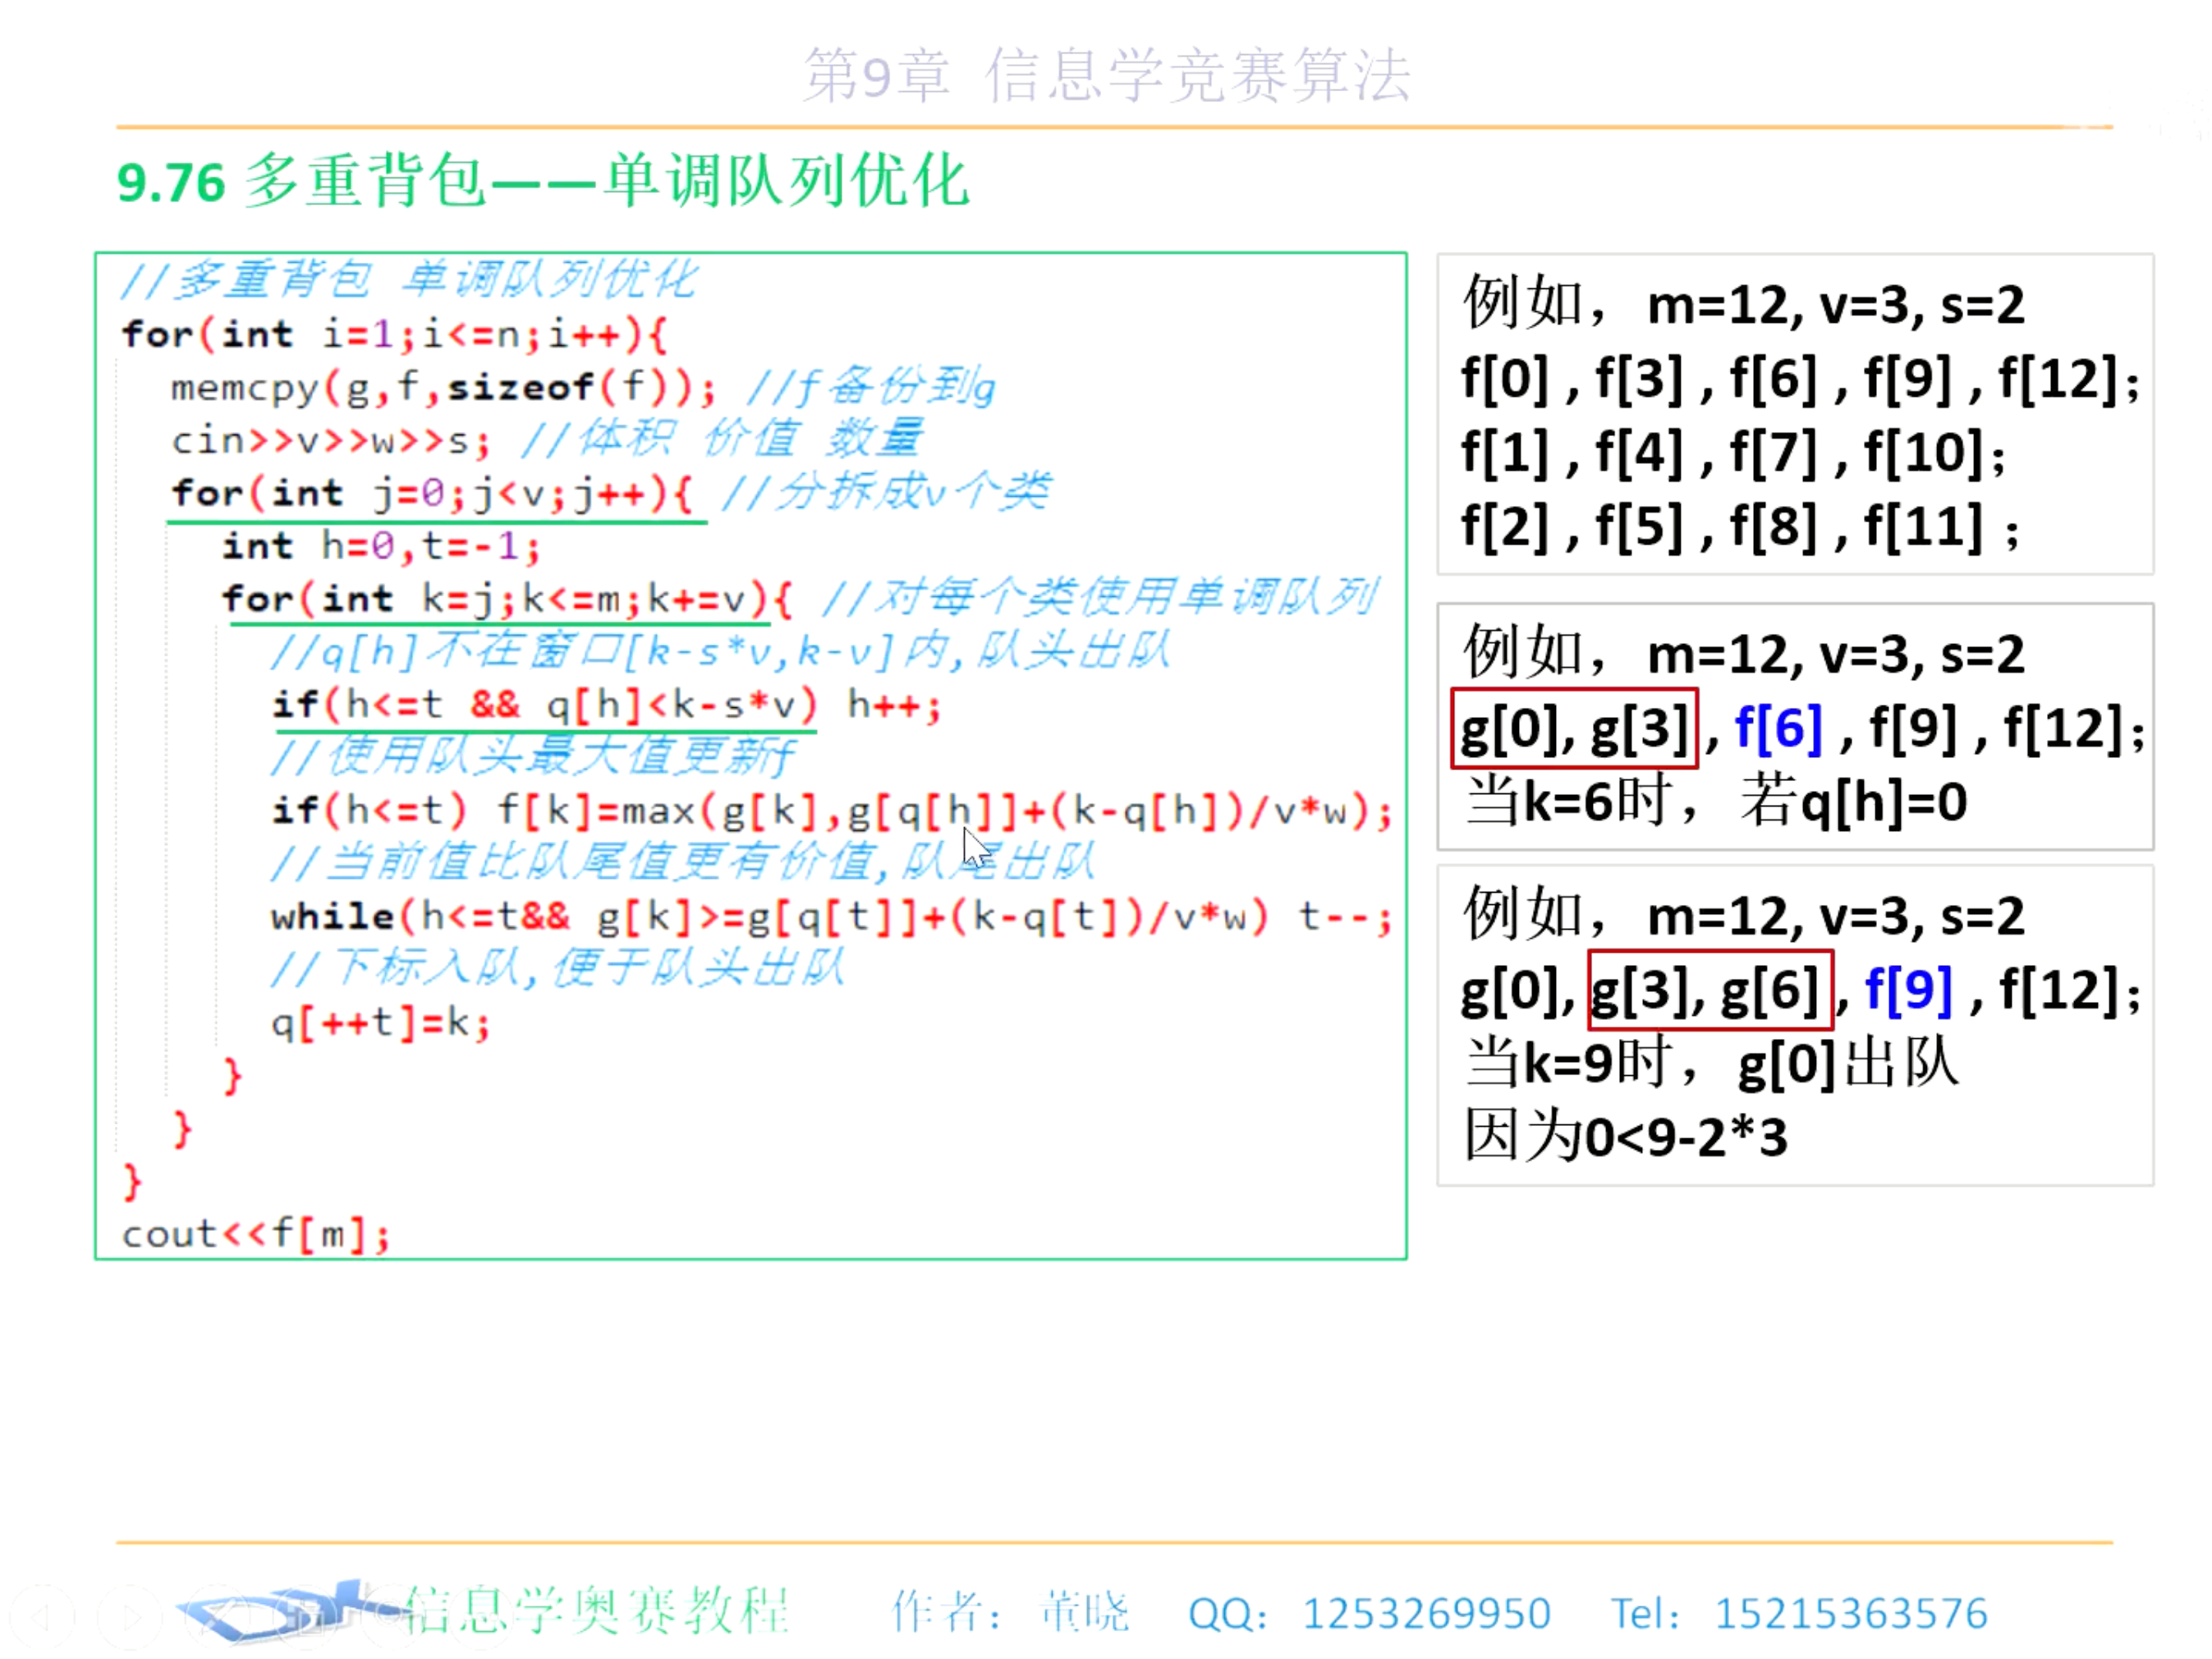 第9章 信息学竞赛算法
9.76 多重背包——单调队列优化
//多重背包 单调队列优化
for(int i=1;i<=n;i++){
memcpy(g,f,sizeof(f)); //f备份到g
cin>>v>>w>>s; //体积 价值 数量
for(int j=0;j<v;j++){ //分拆成v个类
int h=0,t=-1;
for(int k=j;k<=m;k+=v){ //对每个类使用单调队列
//q[h]不在窗口[k-s*v,k-v]内,队头出队
if(h<=t && q[h]<k-s*v) h++;
//使用队头最大值更新f
if(h<=t) f[k]=max(g[k],g[q[h]]+(k-q[h])/v*w);
//当前值比队尾值更有价值,队尾出队
while(h<=t&& g[k]>=g[q[t]]+(k-q[t])/v*w) t--;
//下标入队,便于队头出队
q[++t]=k;
}
}
}
cout<<f[m];
例如，m=12, v=3, s=2
f[0] , f[3] , f[6] , f[9] , f[12]；
f[1] , f[4] , f[7] , f[10]；
f[2] , f[5] , f[8] , f[11] ；
例如，m=12, v=3, s=2
g[0], g[3] , f[6] , f[9] , f[12]；
当k=6时，若q[h]=0
例如，m=12, v=3, s=2
g[0], g[3], g[6] , f[9] , f[12]；
当k=9时，g[0]出队
因为0<9-2*3
信息学奥赛教程 作者：董晓 QQ：1253269950 Tel：15215363576